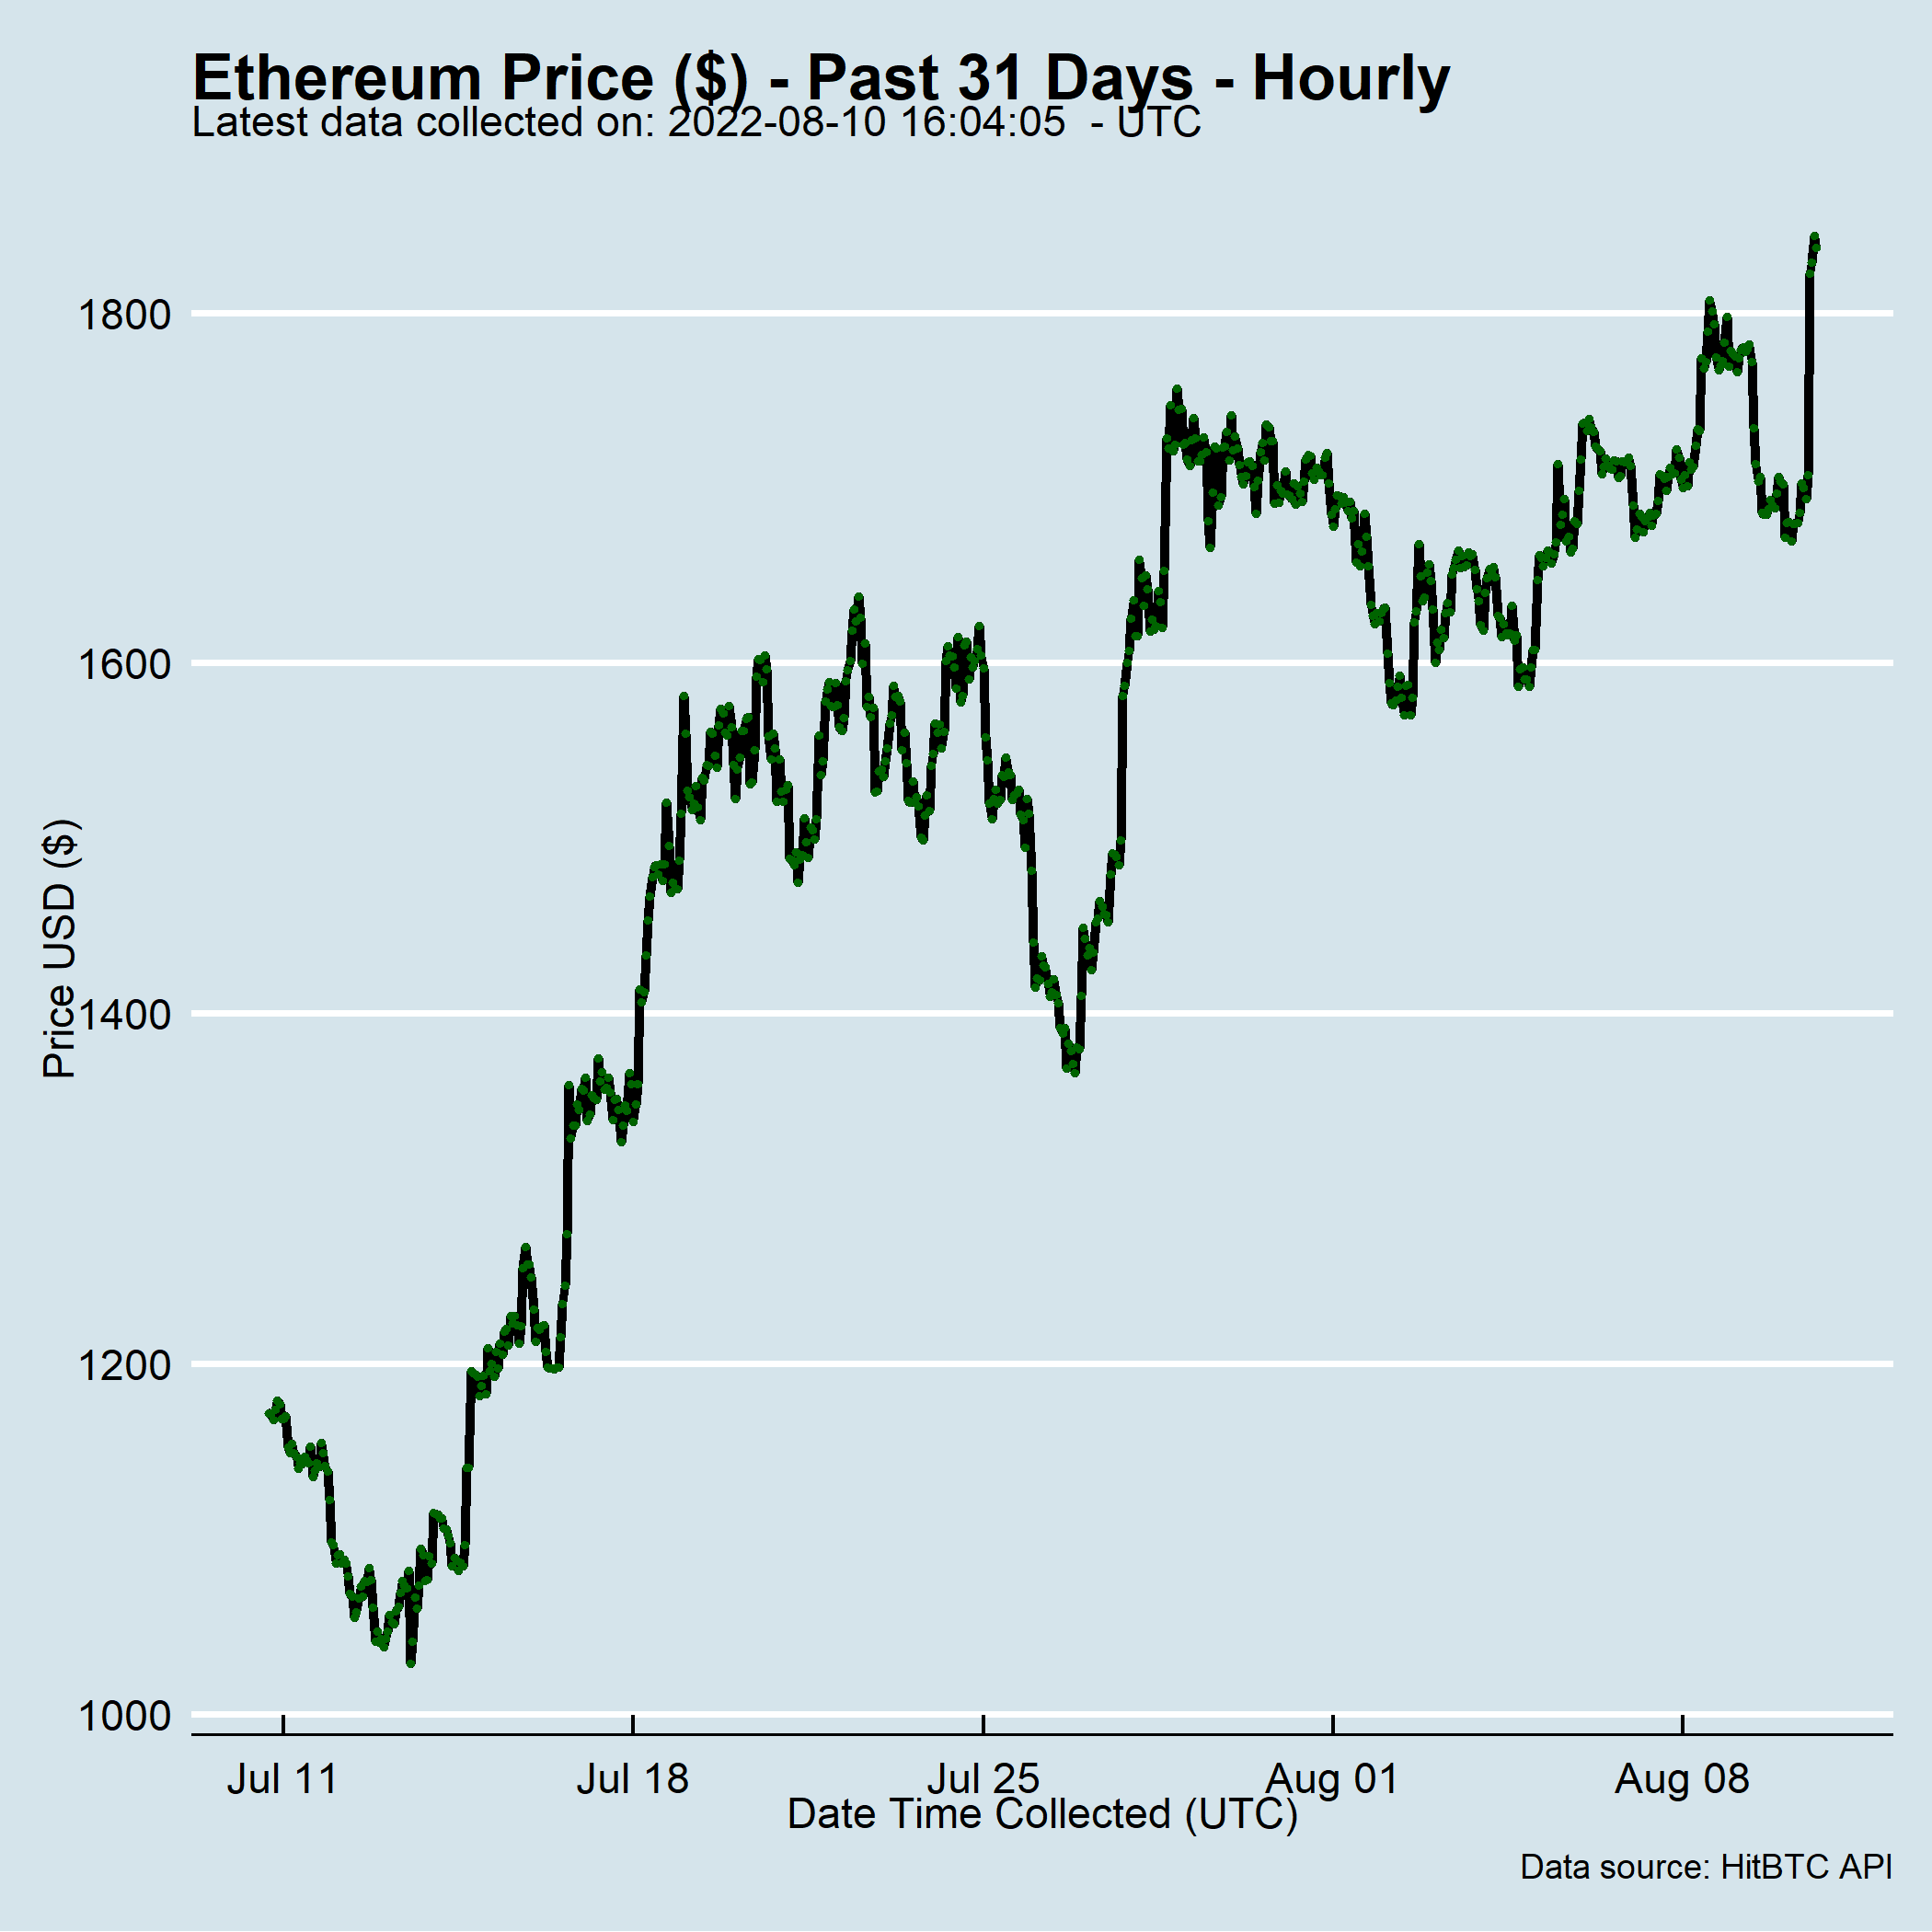 Ethereum Price ($) - Past 31 Days - Hourly
Latest data collected on: 2022-08-10 16:04:05  - UTC
Price USD ($)
1800
1600
1400
1200
1000
Jul 11
Jul 18
Jul 25
Aug 01
Aug 08
Date Time Collected (UTC)
Data source: HitBTC API